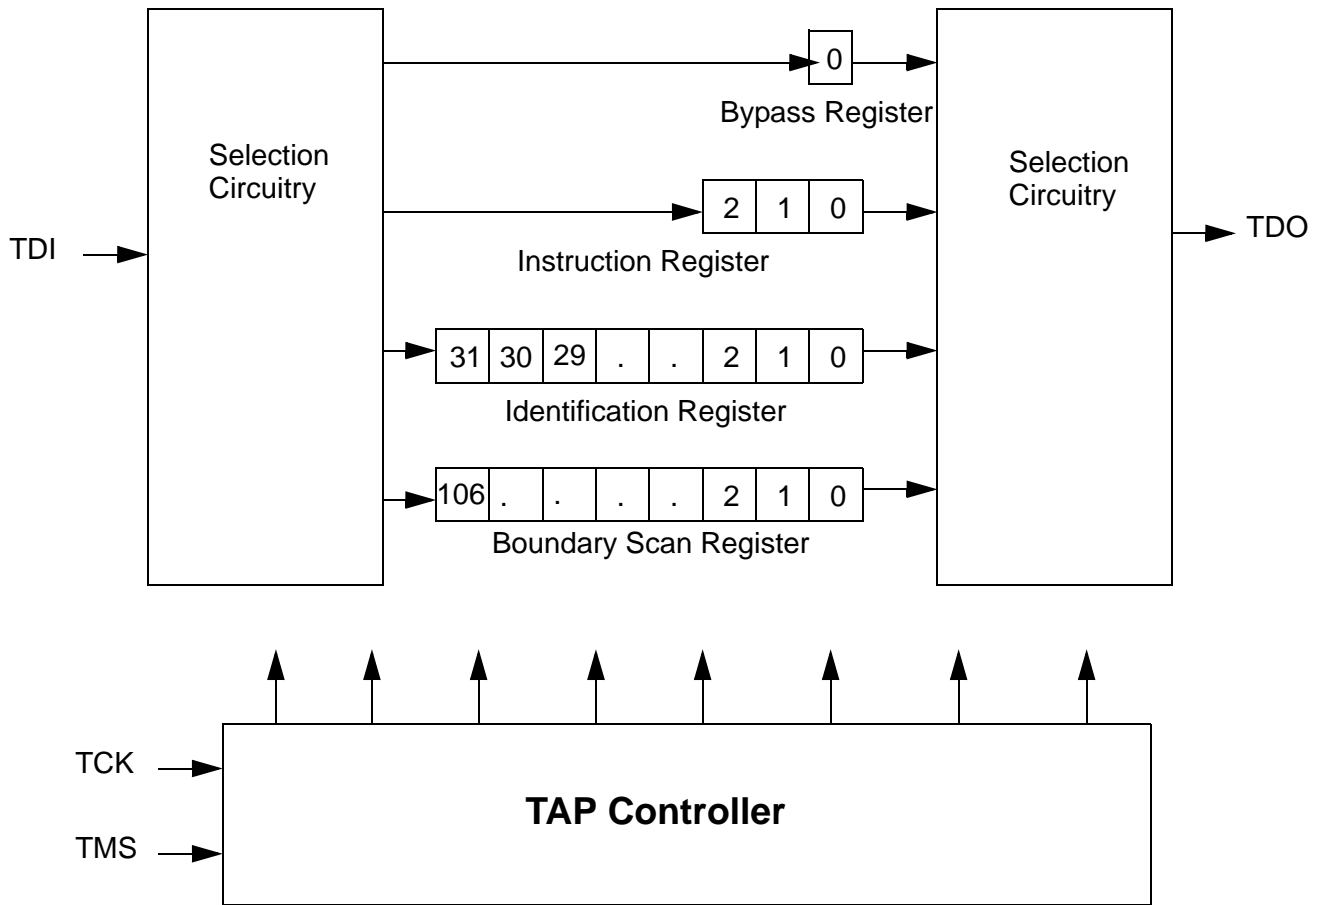 0
Bypass Register
Selection
Circuitry
Selection
Circuitry
2 1 0
TDI
TDO
Instruction Register
31 30 29 . . 2 1 0
Identification Register
106 . . . . 2 1 0
Boundary Scan Register
TCK
TAP Controller
TMS